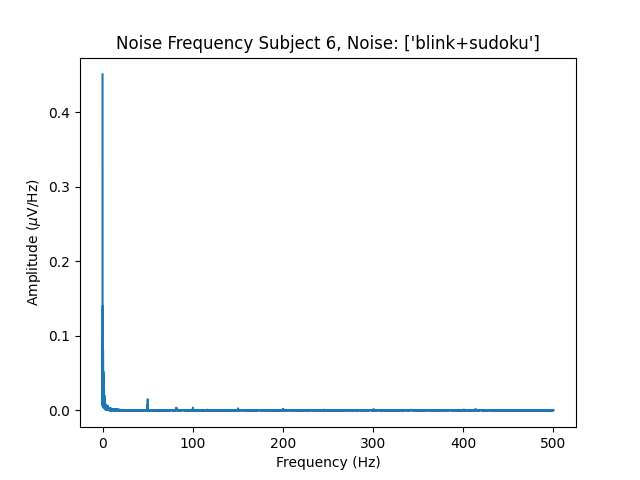 Noise Frequency Subject 6, Noise: ['blink+sudoku']
Amplitude (μV/Hz)
0.4
0.3
0.2
0.1
0.0
0 100 200 300 400 500
Frequency (Hz)